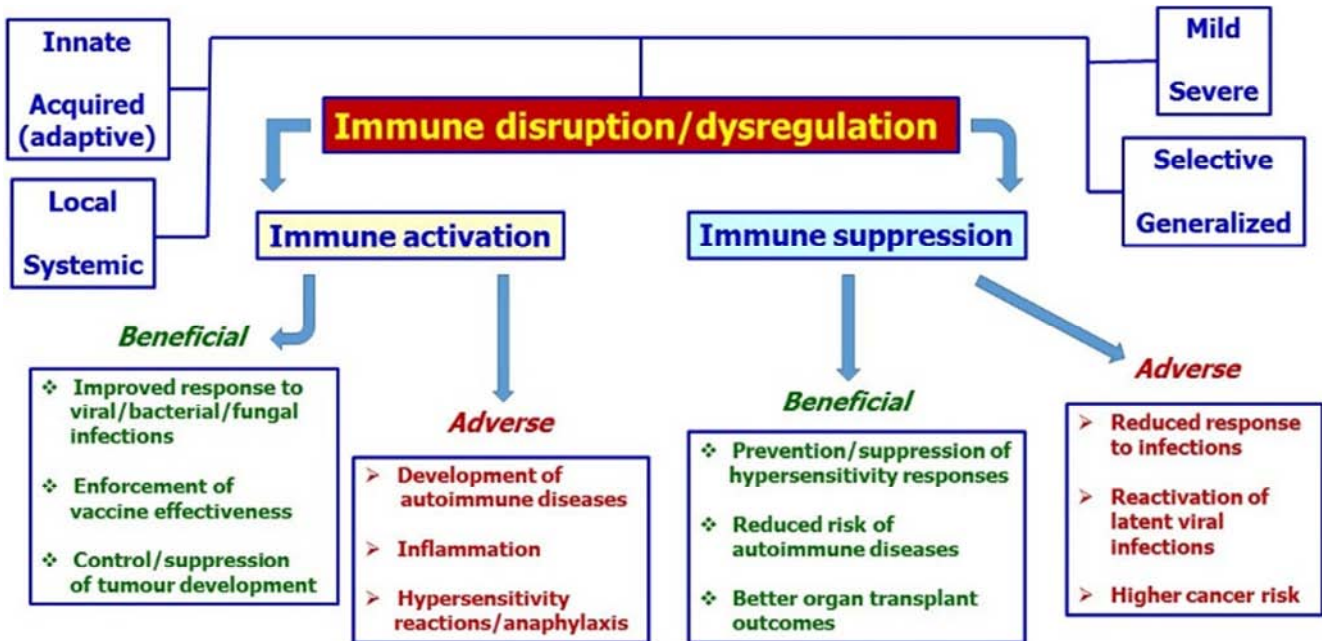 Innate
Acquired
(adaptive)
Local
Systemic
Mild
Severe
Selective
Generalized
Immune disruption/dysregulation
Immune activation
Immune suppression
Beneficial
❖ Improved response to
viral/bacterial/fungal
infections
❖ Enforcement of
vaccine effectiveness
❖ Control/suppression
of tumour development
Adverse
➢ Development of
autoimmune diseases
➢ Inflammation
➢ Hypersensitivity
reactions/anaphylaxis
Beneficial
❖ Prevention/suppression of
hypersensitivity responses
❖ Reduced risk of
autoimmune diseases
❖ Better organ transplant
outcomes
Adverse
➢ Reduced response
to infections
➢ Reactivation of
latent viral
infections
➢ Higher cancer risk